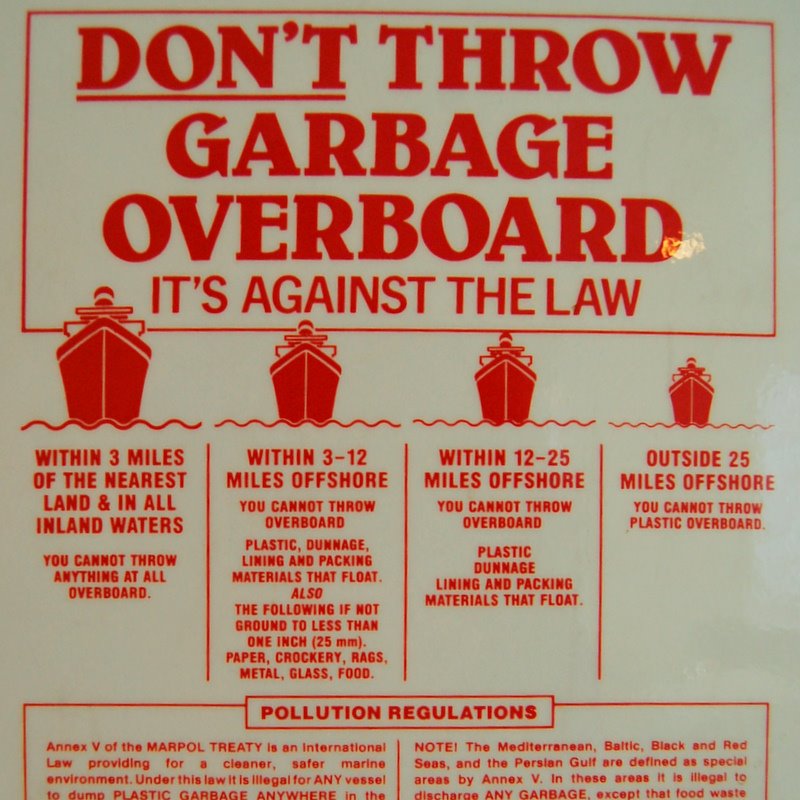 DON'T THROW
GARBAGE
OVERBOARD
IT'S AGAINST THE LAW
WITHIN 3 MILES
OF THE NEAREST
LAND & IN ALL
INLAND WATERS
YOU CANNOT THROW
ANYTHING AT ALL
OVERBOARD.
WITHIN 3-12
MILES OFFSHORE
YOU CANNOT THROW
OVERBOARD
PLASTIC, DUNNAGE,
LINING AND PACKING
MATERIALS THAT FLOAT.
ALSO
THE FOLLOWING IF NOT
GROUND TO LESS THAN
ONE INCH (25 mm).
PAPER, CROCKERY, RAGS,
METAL, GLASS, FOOD.
WITHIN 12-25
MILES OFFSHORE
YOU CANNOT THROW
OVERBOARD
PLASTIC
DUNNAGE
LINING AND PACKING
MATERIALS THAT FLOAT.
OUTSIDE 25
MILES OFFSHORE
YOU CANNOT THROW
PLASTIC OVERBOARD.
POLLUTION REGULATIONS
Annex V of the MARPOL TREATY is an International
Law providing for a cleaner, safer marine
environment. Under this law it is illegal for ANY vessel
to dump PLASTIC GARBAGE ANYWHERE in the
NOTE! The Mediterranean, Baltic, Black and Red
Seas, and the Persian Gulf are defined as special
areas by Annex V. In these areas it is illegal to
discharge ANY GARBAGE, except that food waste